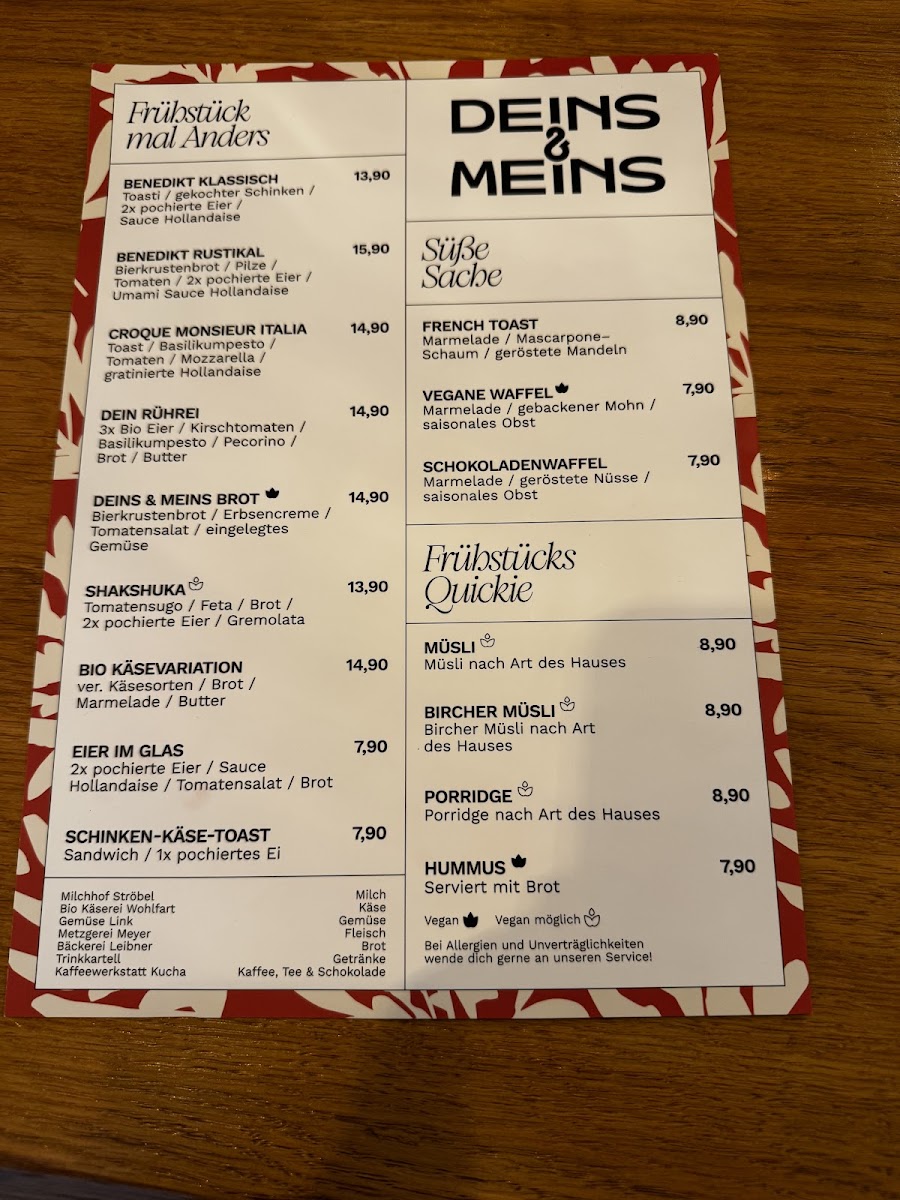 Frühstück
mal Anders
BENEDIKT KLASSISCH 13,90
Toasti / gekochter Schinken /
2x pochierte Eier /
Sauce Hollandaise
BENEDIKT RUSTIKAL 15,90
Bierkrustenbrot / Pilze /
Tomaten / 2x pochierte Eier /
Umami Sauce Hollandaise
CROQUE MONSIEUR ITALIA 14,90
Toast / Basilikumpesto /
Tomaten / Mozzarella /
gratinierte Hollandaise
DEIN RÜHREI 14,90
3x Bio Eier / Kirschtomaten /
Basilikumpesto / Pecorino /
Brot / Butter
DEINS & MEINS BROT 14,90
Bierkrustenbrot / Erbsencreme /
Tomatensalat / eingelegtes
Gemüse
SHAKSHUKA 13,90
Tomatensugo / Feta / Brot /
2x pochierte Eier / Gremolata
BIO KÄSEVARIATION 14,90
ver. Käsesorten / Brot /
Marmelade / Butter
EIER IM GLAS 7,90
2x pochierte Eier / Sauce
Hollandaise / Tomatensalat / Brot
SCHINKEN-KÄSE-TOAST 7,90
Sandwich / 1x pochiertes Ei
Milchhof Ströbel Milch
Bio Käserei Wohlfart Käse
Gemüse Link Gemüse
Metzgerei Meyer Fleisch
Bäckerei Leibner Brot
Trinkkartell Getränke
Kaffeewerkstatt Kucha Kaffee, Tee & Schokolade
DEINS
&
MEINS
Süße
Sache
FRENCH TOAST 8,90
Marmelade / Mascarpone-
Schaum / geröstete Mandeln
VEGANE WAFFEL 7,90
Marmelade / gebackener Mohn /
saisonales Obst
SCHOKOLADENWAFFEL 7,90
Marmelade / geröstete Nüsse /
saisonales Obst
Frühstücks
Quickie
MÜSLI 8,90
Müsli nach Art des Hauses
BIRCHER MÜSLI 8,90
Bircher Müsli nach Art
des Hauses
PORRIDGE 8,90
Porridge nach Art des Hauses
HUMMUS 7,90
Serviert mit Brot
Vegan Vegan möglich
Bei Allergien und Unverträglichkeiten
wende dich gerne an unseren Service!